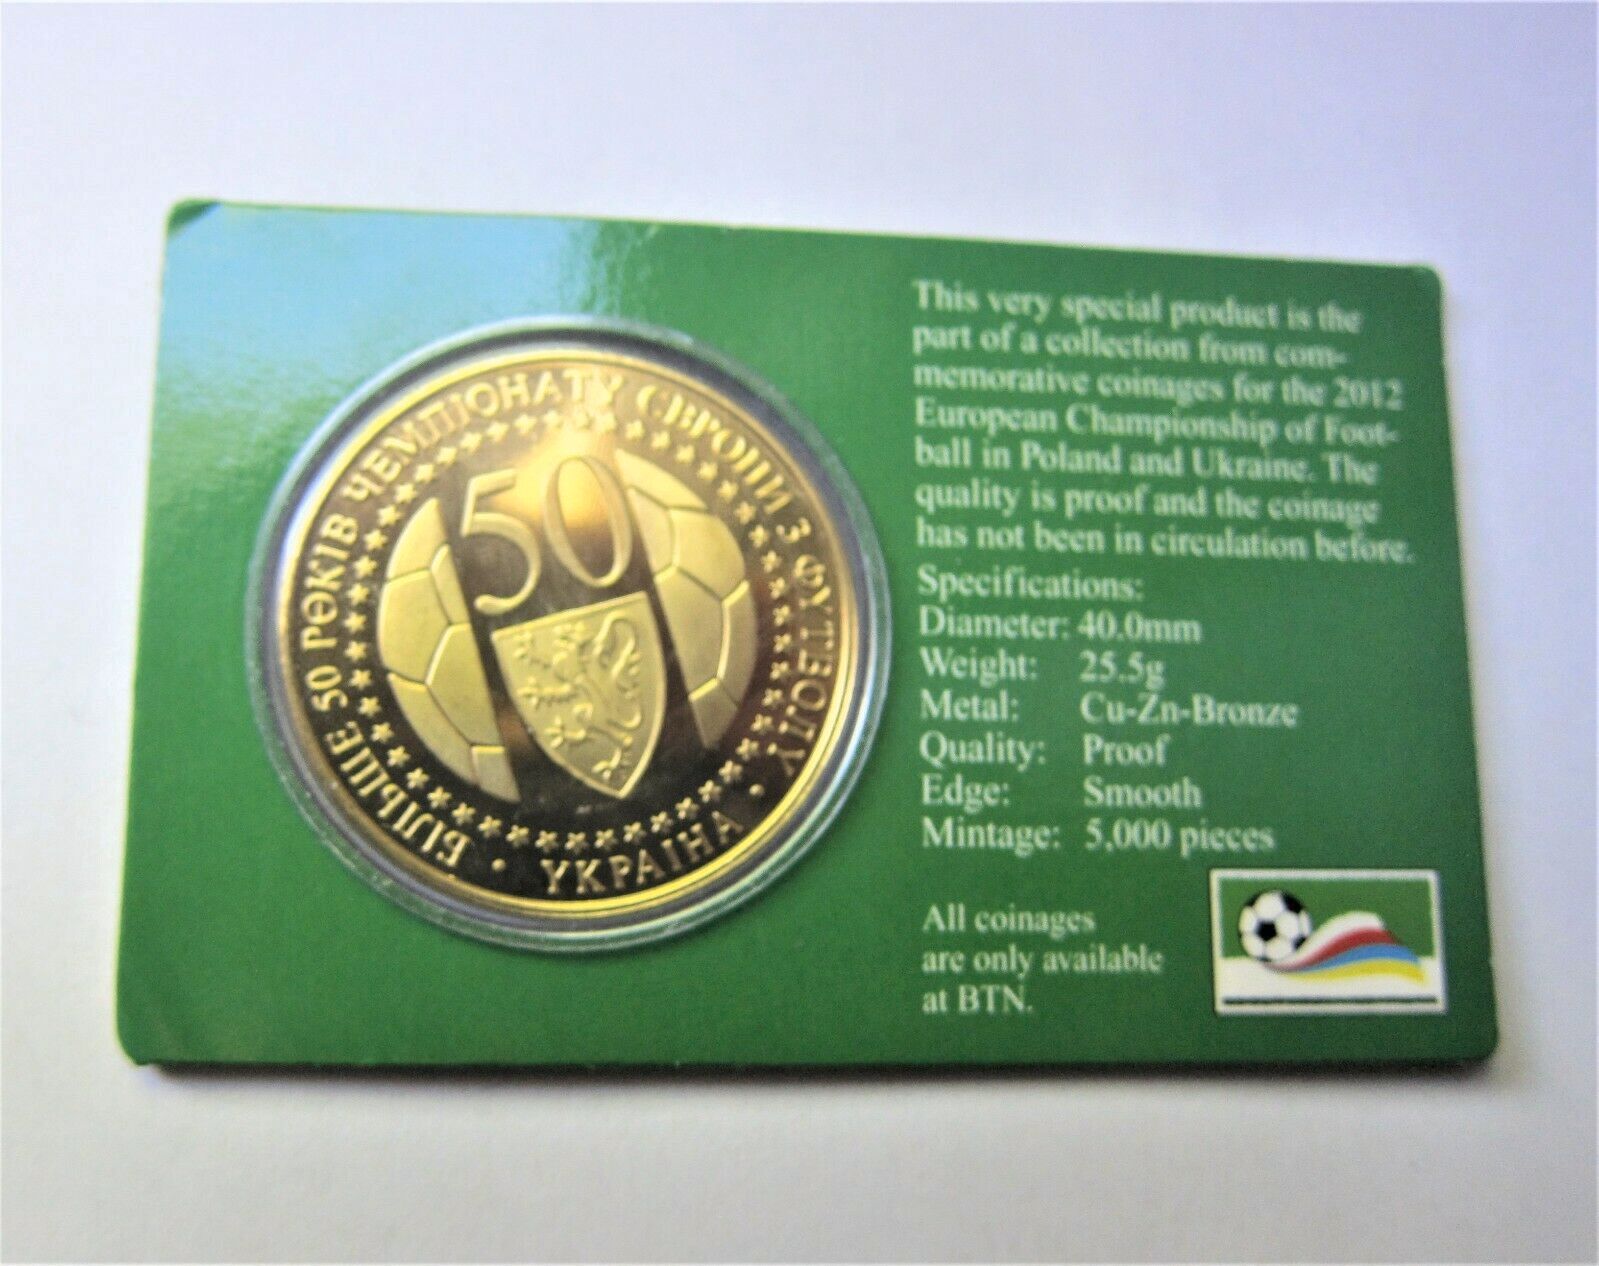 БІЛЬШЕ 50 РОКІВ ЧЕМПІОНАТУ ЄВРОПИ З ФУТБОЛУ
50
• УКРАЇНА •
This very special product is the
part of a collection from com-
memorative coinages for the 2012
European Championship of Foot-
ball in Poland and Ukraine. The
quality is proof and the coinage
has not been in circulation before.
Specifications:
Diameter: 40.0mm
Weight: 25.5g
Metal: Cu-Zn-Bronze
Quality: Proof
Edge: Smooth
Mintage: 5,000 pieces
All coinages
are only available
at BTN.